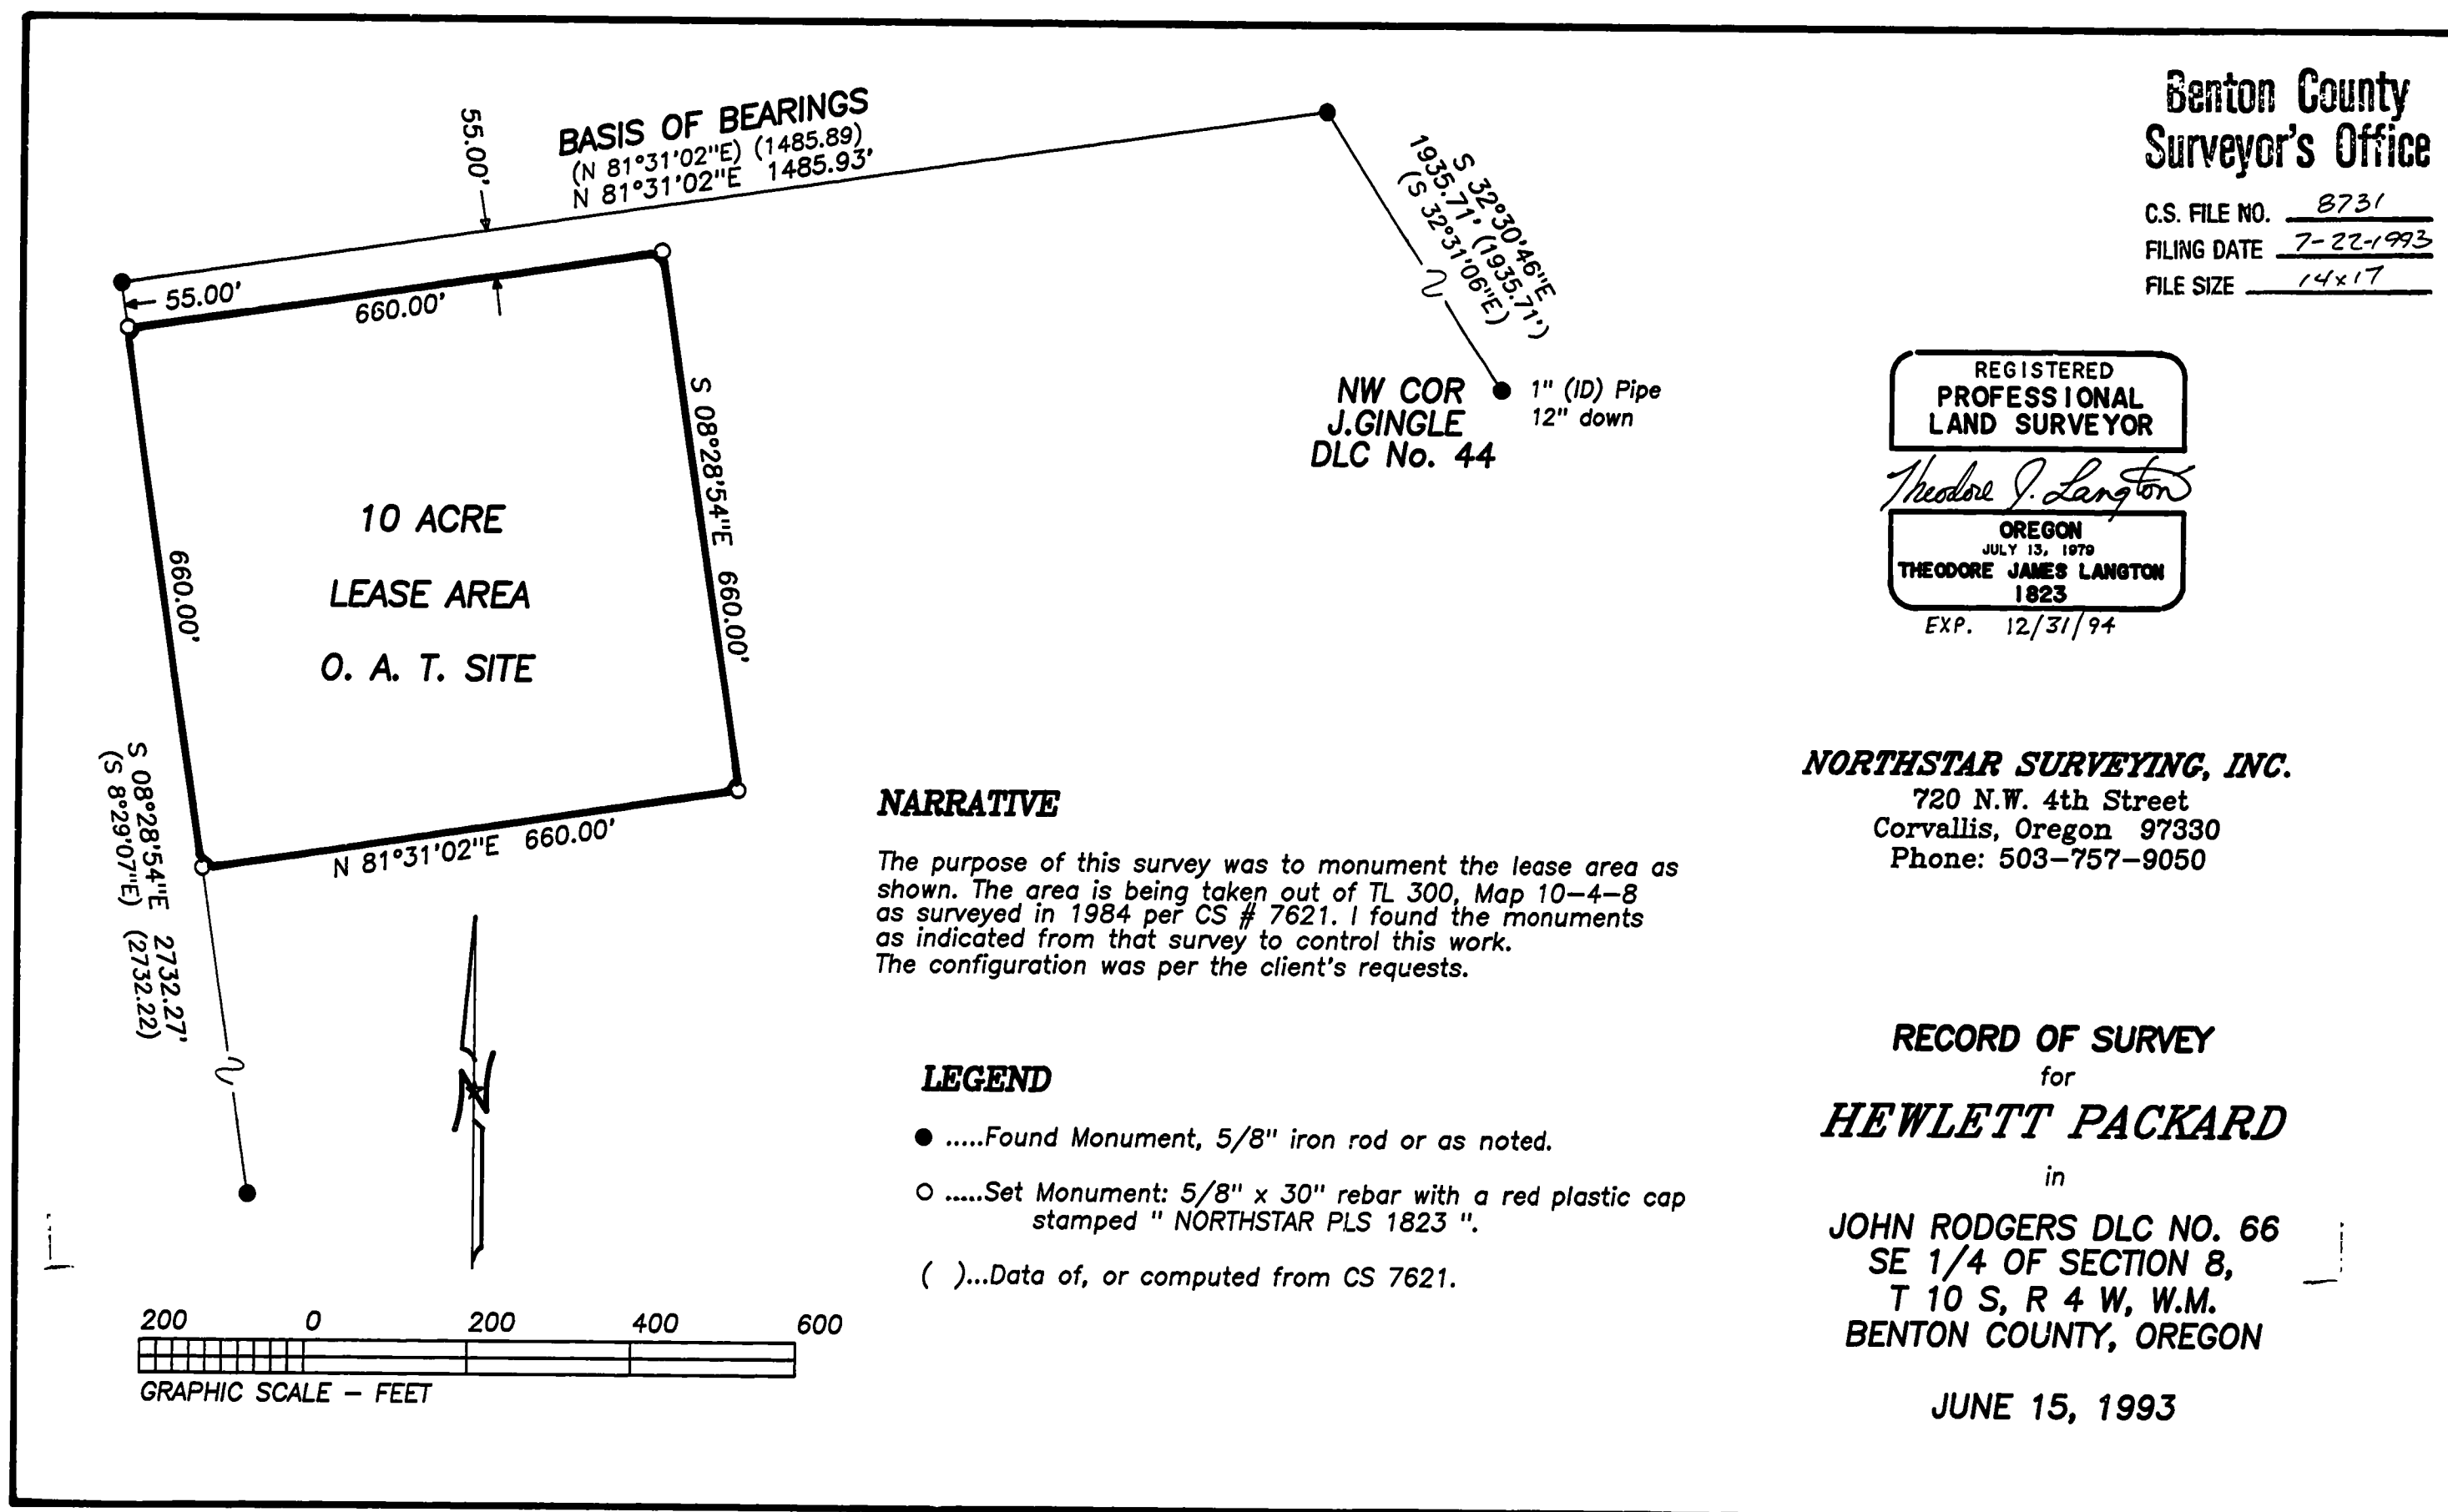 Benton County
Surveyor's Office
C.S. FILE NO. 8731
FILING DATE 7-22-1993
FILE SIZE 14x17
BASIS OF BEARINGS
(N 81°31'02"E) (1485.89)
N 81°31'02"E 1485.93'
55.00'
55.00'
660.00'
S 32°30'46"E
1935.71' (1935.71')
(S 32°31'06"E)
NW COR
J.GINGLE
DLC No. 44
1" (ID) Pipe
12" down
S 08°28'54"E 660.00'
660.00'
10 ACRE
LEASE AREA
O. A. T. SITE
N 81°31'02"E 660.00'
S 08°28'54"E 2732.27'
(S 8°29'07"E) (2732.22)
REGISTERED
PROFESSIONAL
LAND SURVEYOR
Theodore J. Langton
OREGON
JULY 13, 1979
THEODORE JAMES LANGTON
1823
EXP. 12/31/94
NORTHSTAR SURVEYING, INC.
720 N.W. 4th Street
Corvallis, Oregon 97330
Phone: 503-757-9050
NARRATIVE
The purpose of this survey was to monument the lease area as
shown. The area is being taken out of TL 300, Map 10-4-8
as surveyed in 1984 per CS # 7621. I found the monuments
as indicated from that survey to control this work.
The configuration was per the client's requests.
N
LEGEND
● .....Found Monument, 5/8" iron rod or as noted.
○ .....Set Monument: 5/8" x 30" rebar with a red plastic cap
stamped " NORTHSTAR PLS 1823 ".
( )...Data of, or computed from CS 7621.
200 0 200 400 600
GRAPHIC SCALE - FEET
RECORD OF SURVEY
for
HEWLETT PACKARD
in
JOHN RODGERS DLC NO. 66
SE 1/4 OF SECTION 8,
T 10 S, R 4 W, W.M.
BENTON COUNTY, OREGON
JUNE 15, 1993